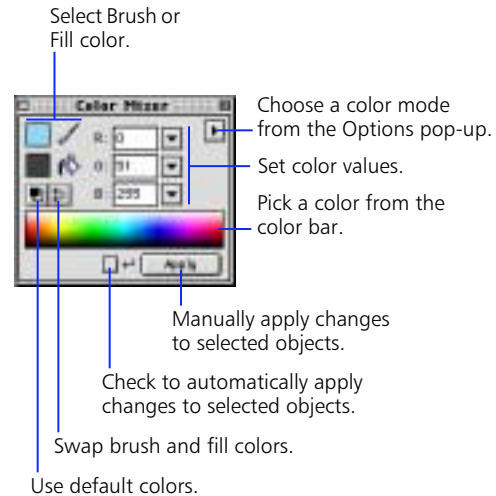 Select Brush or
Fill color.
Color Mixer
R: 0
G: 91
B: 255
Apply
Choose a color mode
from the Options pop-up.
Set color values.
Pick a color from the
color bar.
Manually apply changes
to selected objects.
Check to automatically apply
changes to selected objects.
Swap brush and fill colors.
Use default colors.